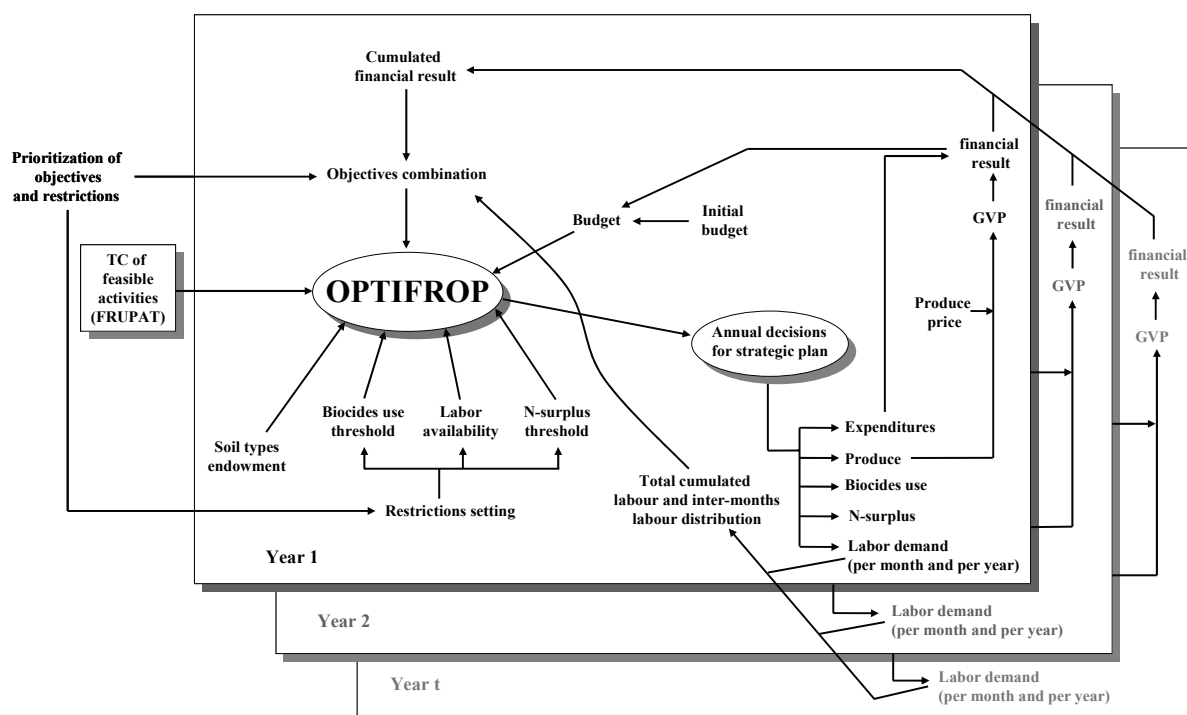 Cumulated
financial result
Prioritization of
objectives
and restrictions
Objectives combination
financial
result
Budget
Initial
budget
GVP
financial
result
TC of
feasible
activities
(FRUPAT)
OPTIFROP
GVP
financial
result
Produce
price
GVP
Annual decisions
for strategic plan
Biocides use
threshold
Labor
availability
N-surplus
threshold
Soil types
endowment
Expenditures
Produce
Biocides use
N-surplus
Labor demand
(per month and per year)
Total cumulated
labour and inter-months
labour distribution
Restrictions setting
Year 1
Year 2
Labor demand
(per month and per year)
Year t
Labor demand
(per month and per year)